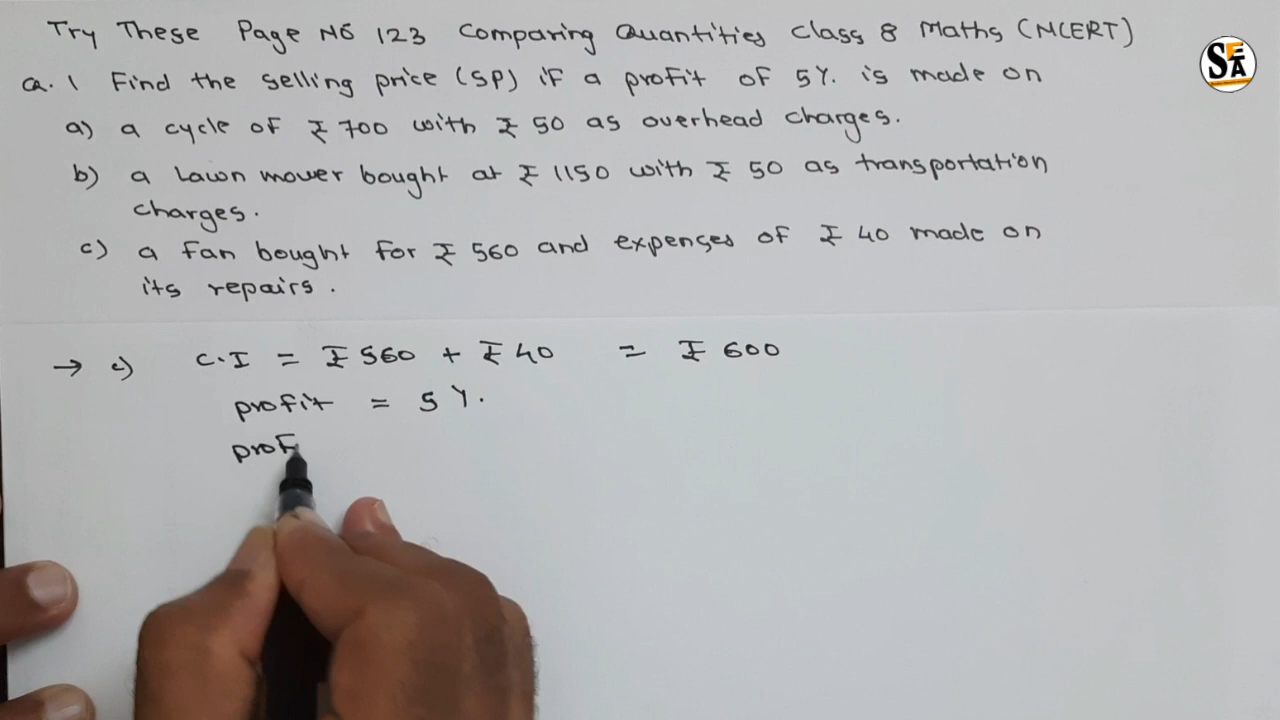 Try These Page No 123 Comparing Quantities Class 8 Maths (NCERT)
Q. 1 Find the selling price (SP) if a profit of 5%. is made on
a) a cycle of ₹ 700 with ₹ 50 as overhead charges.
b) a lawn mower bought at ₹ 1150 with ₹ 50 as transportation
charges.
c) a fan bought for ₹ 560 and expenses of ₹ 40 made on
its repairs.
→ c) C.I = ₹ 560 + ₹ 40 = ₹ 600
profit = 5 %.
prof
SFA